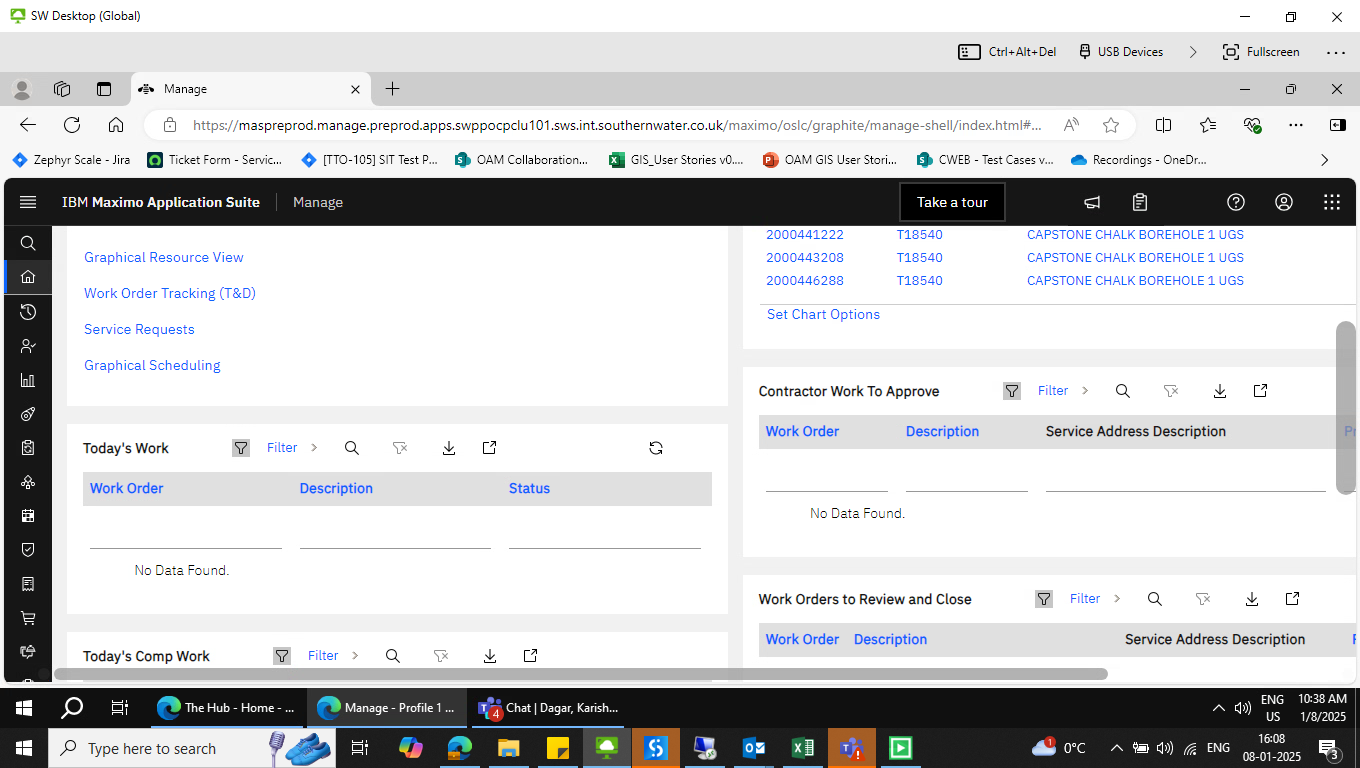 SW Desktop (Global)
Ctrl+Alt+Del
USB Devices
Fullscreen
Manage
https://maspreprod.manage.preprod.apps.swppocpclu101.sws.int.southernwater.co.uk/maximo/oslc/graphite/manage-shell/index.html#...
Zephyr Scale - Jira
Ticket Form - Servic...
[TTO-105] SIT Test P...
OAM Collaboration...
GIS_User Stories v0....
OAM GIS User Stori...
CWEB - Test Cases v...
Recordings - OneDr...
IBM Maximo Application Suite
Manage
Take a tour
Graphical Resource View
Work Order Tracking (T&D)
Service Requests
Graphical Scheduling
2000441222 T18540 CAPSTONE CHALK BOREHOLE 1 UGS
2000443208 T18540 CAPSTONE CHALK BOREHOLE 1 UGS
2000446288 T18540 CAPSTONE CHALK BOREHOLE 1 UGS
Set Chart Options
Today's Work
Filter
Work Order Description Status
No Data Found.
Today's Comp Work
Filter
Contractor Work To Approve
Filter
Work Order Description Service Address Description
No Data Found.
Work Orders to Review and Close
Filter
Work Order Description Service Address Description
The Hub - Home - ...
Manage - Profile 1 ...
4
Chat | Dagar, Karish...
ENG
US
10:38 AM
1/8/2025
Type here to search
1
0°C
ENG
16:08
08-01-2025
3